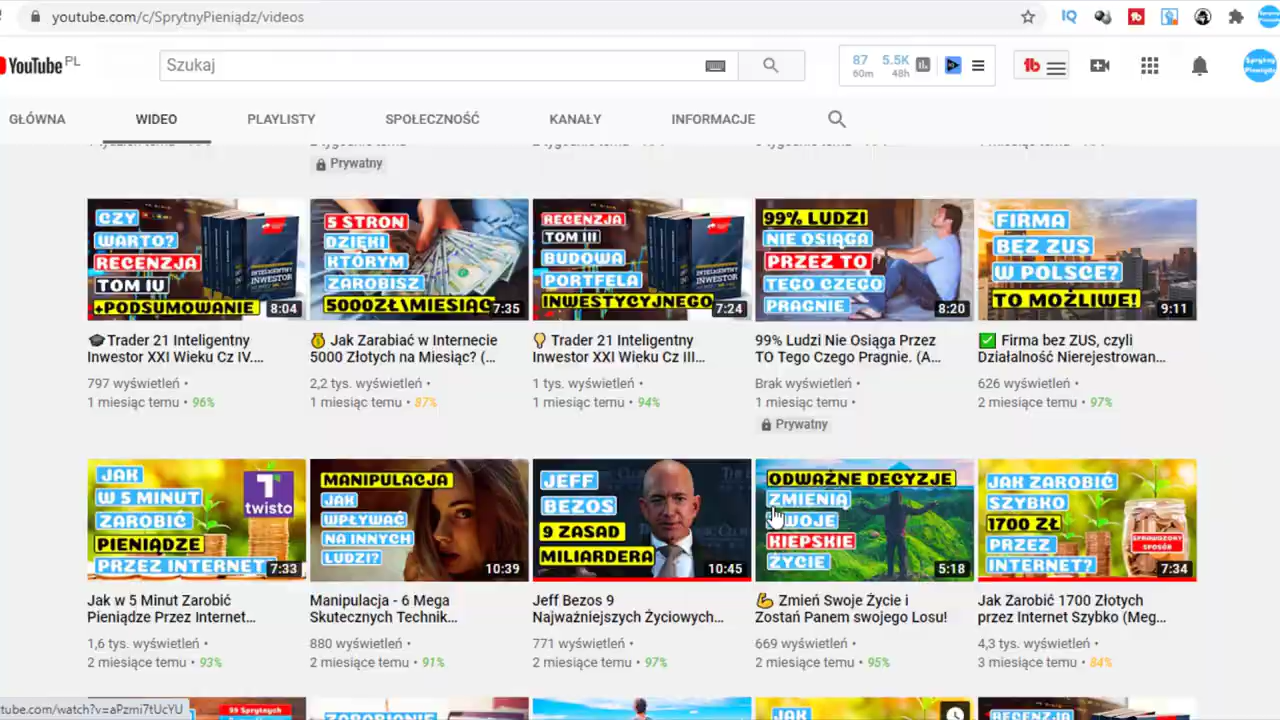 youtube.com/c/SprytnyPieniądz/videos
IQ
YouTube PL
Szukaj
87 5.5K
60m 48h
tb
Sprytny
Pieniądz
GŁÓWNA WIDEO PLAYLISTY SPOŁECZNOŚĆ KANAŁY INFORMACJE
Prywatny
CZY
WARTO?
RECENZJA
TOM IV
+PODSUMOWANIE
8:04
5 STRON
DZIĘKI
KTÓRYM
ZAROBISZ
5000ZŁ\MIESIĄC
7:35
RECENZJA
TOM III
BUDOWA
PORTFELA
INWESTYCYJNEGO
7:24
99% LUDZI
NIE OSIĄGA
PRZEZ TO
TEGO CZEGO
PRAGNIE
8:20
FIRMA
BEZ ZUS
W POLSCE?
TO MOŻLIWE!
9:11
Trader 21 Inteligentny
Inwestor XXI Wieku Cz IV....
797 wyświetleń •
1 miesiąc temu • 96%
Jak Zarabiać w Internecie
5000 Złotych na Miesiąc? (...
2,2 tys. wyświetleń •
1 miesiąc temu • 87%
Trader 21 Inteligentny
Inwestor XXI Wieku Cz III...
1 tys. wyświetleń •
1 miesiąc temu • 94%
99% Ludzi Nie Osiąga Przez
TO Tego Czego Pragnie. (A...
Brak wyświetleń •
1 miesiąc temu •
Prywatny
Firma bez ZUS, czyli
Działalność Nierejestrowan...
626 wyświetleń •
2 miesiące temu • 97%
JAK
W 5 MINUT
ZAROBIĆ
PIENIĄDZE
PRZEZ INTERNET
twisto
7:33
MANIPULACJA
JAK
WPŁYWAĆ
NA INNYCH
LUDZI?
10:39
JEFF
BEZOS
9 ZASAD
MILIARDERA
10:45
ODWAŻNE DECYZJE
ZMIENIĄ
TWOJE
KIEPSKIE
ŻYCIE
5:18
JAK ZAROBIĆ
SZYBKO
1700 ZŁ
PRZEZ
INTERNET?
SPRAWDZONY
SPOSÓB
7:34
Jak w 5 Minut Zarobić
Pieniądze Przez Internet...
1,6 tys. wyświetleń •
2 miesiące temu • 93%
Manipulacja - 6 Mega
Skutecznych Technik...
880 wyświetleń •
2 miesiące temu • 91%
Jeff Bezos 9
Najważniejszych Życiowych...
771 wyświetleń •
2 miesiące temu • 97%
Zmień Swoje Życie i
Zostań Panem swojego Losu!
669 wyświetleń •
2 miesiące temu • 95%
Jak Zarobić 1700 Złotych
przez Internet Szybko (Meg...
4,3 tys. wyświetleń •
3 miesiące temu • 84%
tube.com/watch?v=aPzmi7tUcYU
99 Sprytnych
ZARABIANIE
JAK
RECENZJA